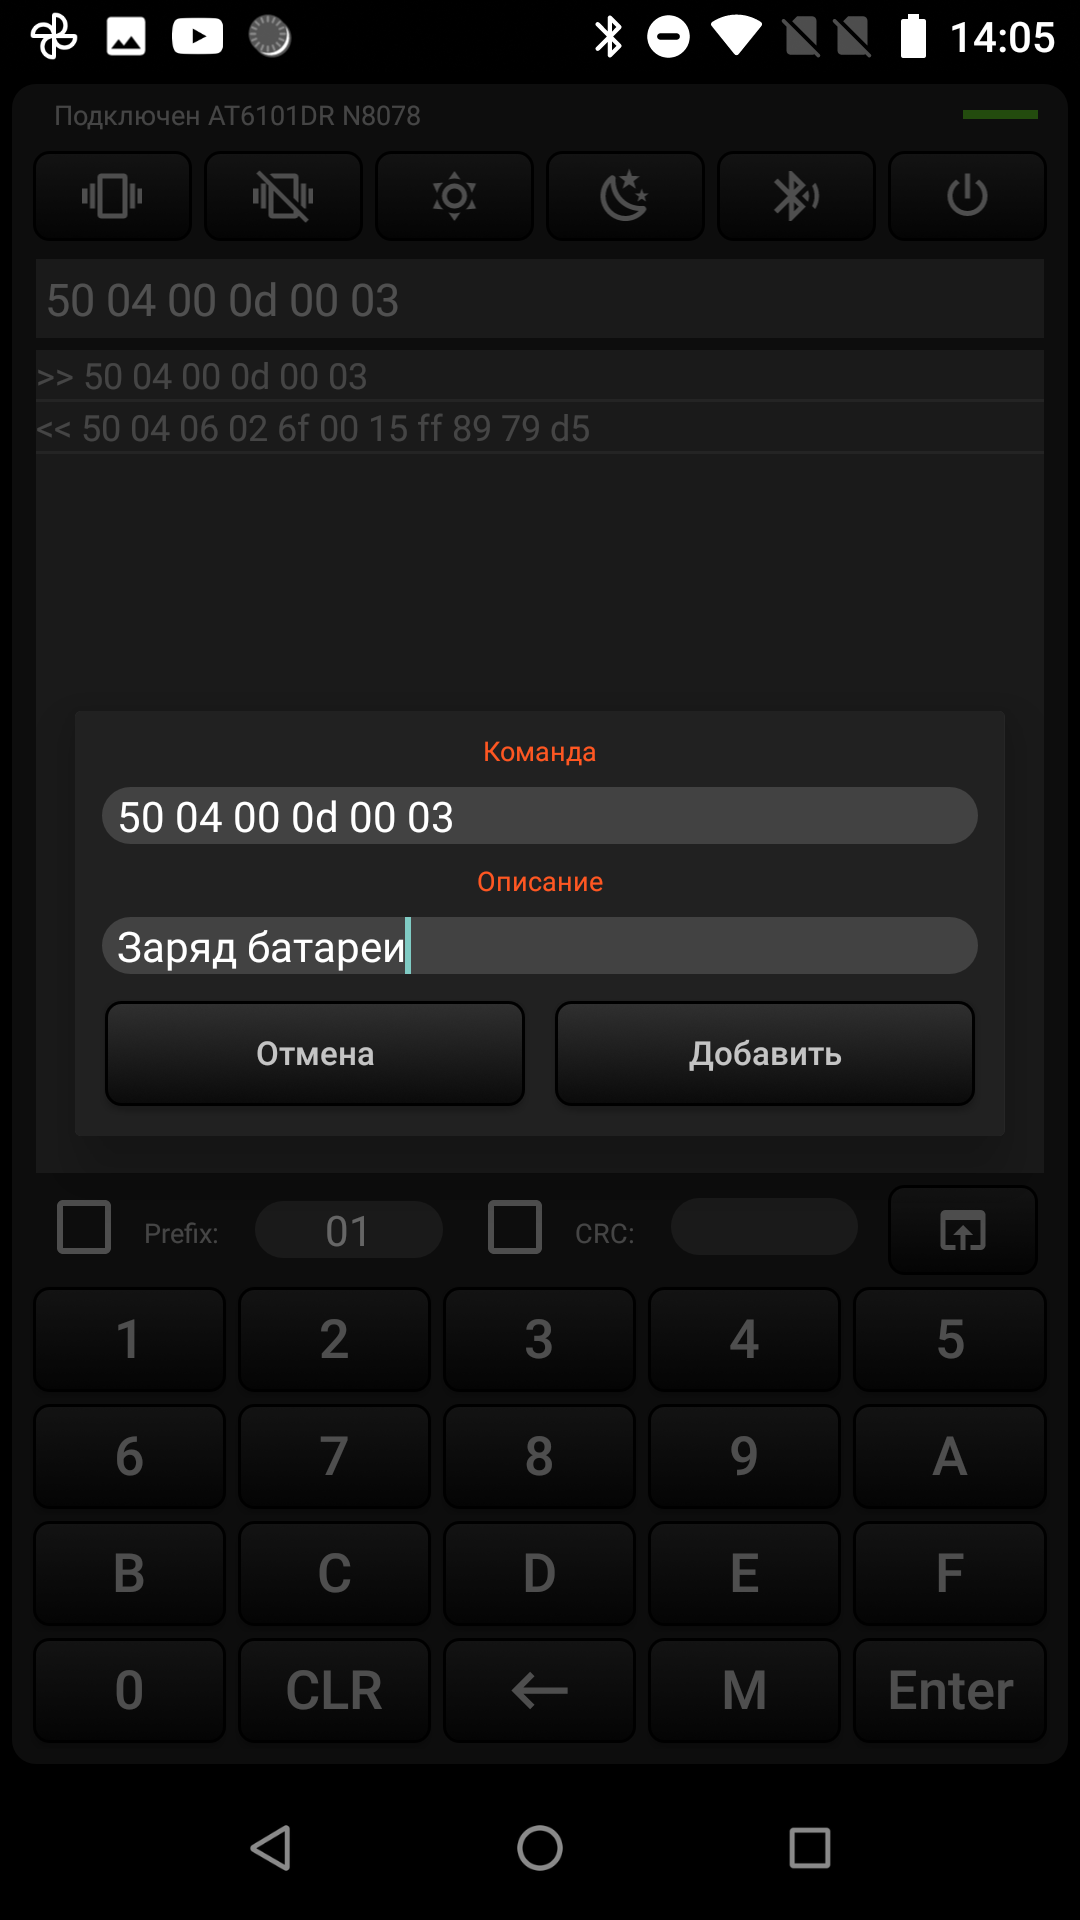 14:05
Подключен AT6101DR N8078
50 04 00 0d 00 03
>> 50 04 00 0d 00 03
<< 50 04 06 02 6f 00 15 ff 89 79 d5
Команда
50 04 00 0d 00 03
Описание
Заряд батареи
Отмена Добавить
Prefix: 01 CRC:
1 2 3 4 5
6 7 8 9 A
B C D E F
0 CLR ← M Enter